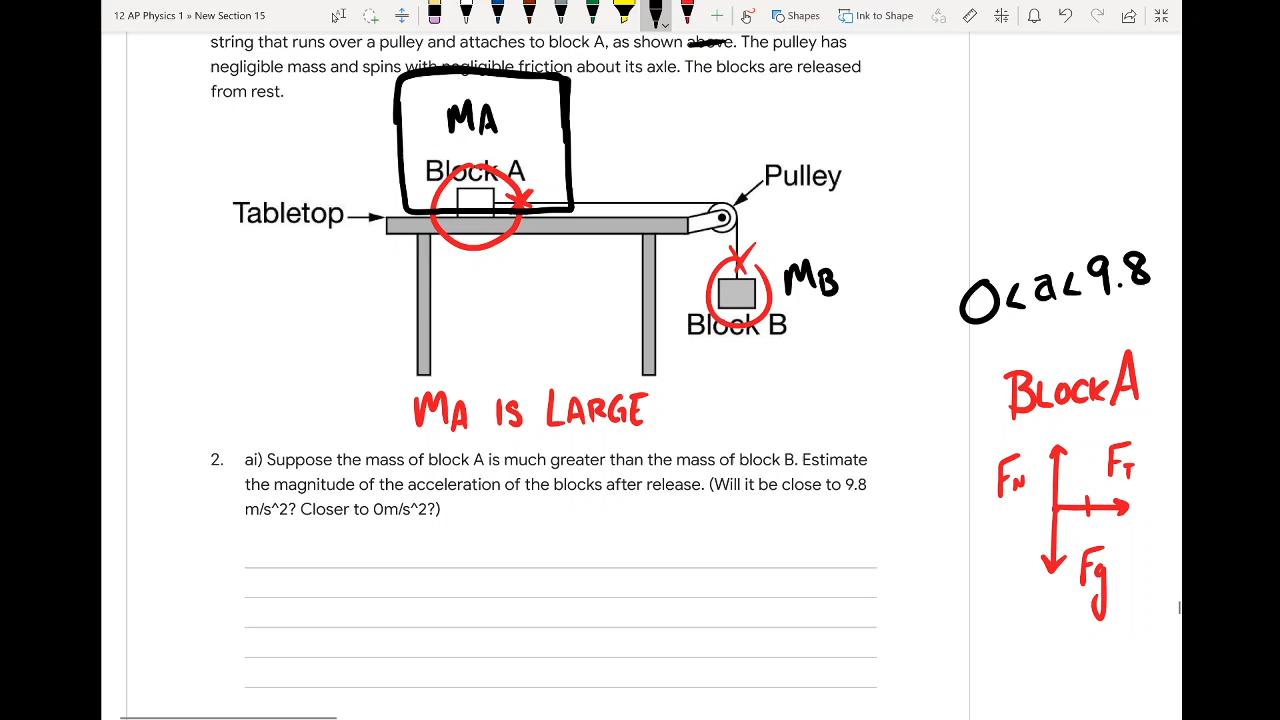 12 AP Physics 1 » New Section 15
Shapes
Ink to Shape
string that runs over a pulley and attaches to block A, as shown above. The pulley has
negligible mass and spins with negligible friction about its axle. The blocks are released
from rest.
MA
Block A
Pulley
Tabletop
MB
Block B
0<a<9.8
MA IS LARGE
BLOCK A
FN
FT
Fg
2. ai) Suppose the mass of block A is much greater than the mass of block B. Estimate
the magnitude of the acceleration of the blocks after release. (Will it be close to 9.8
m/s^2? Closer to 0m/s^2?)